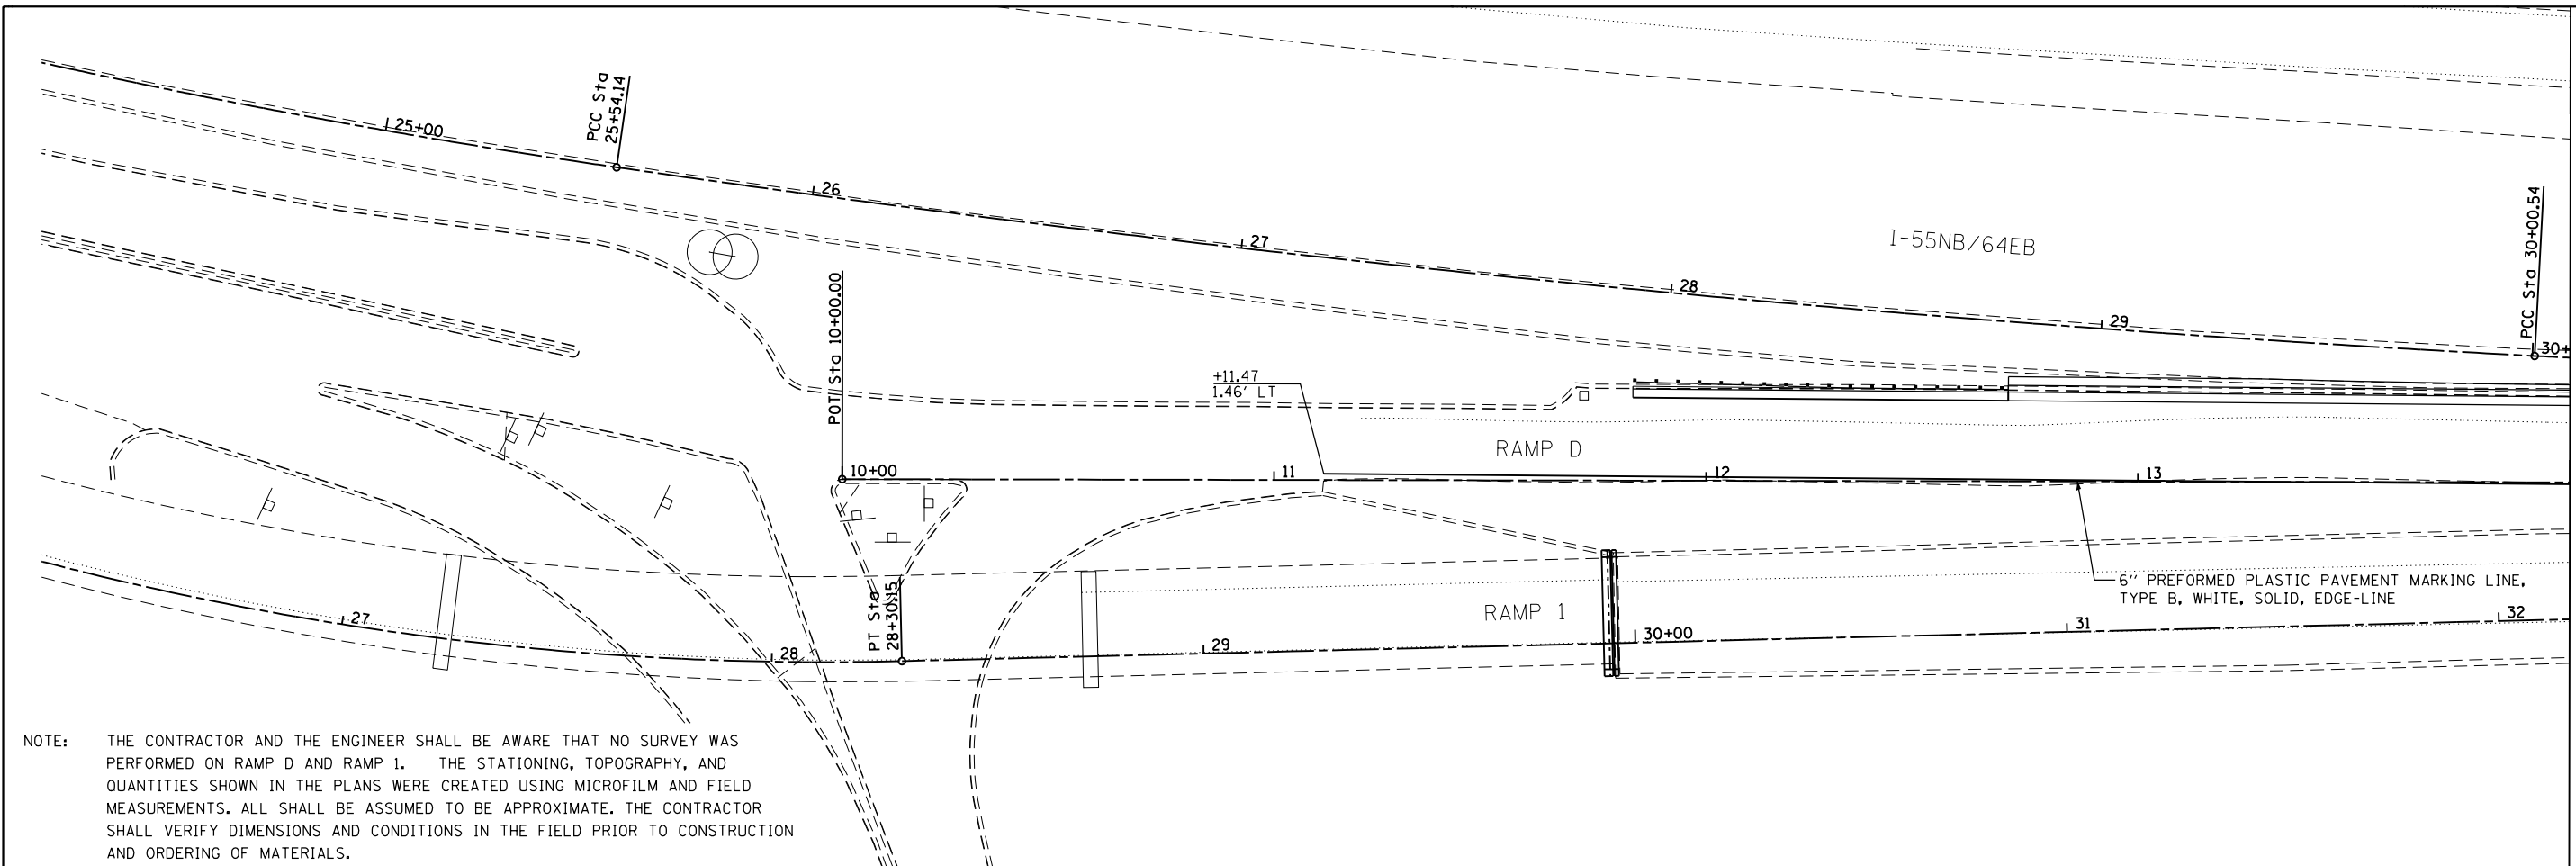 PCC Sta
25+54.14
25+00
26
27
28
29
30+
I-55NB/64EB
PCC Sta 30+00.54
POT Sta 10+00.00
+11.47
1.46' LT
RAMP D
10+00
11
12
13
PT Sta
28+30.15
RAMP 1
6" PREFORMED PLASTIC PAVEMENT MARKING LINE,
TYPE B, WHITE, SOLID, EDGE-LINE
27
28
29
30+00
31
32
NOTE: THE CONTRACTOR AND THE ENGINEER SHALL BE AWARE THAT NO SURVEY WAS
PERFORMED ON RAMP D AND RAMP 1. THE STATIONING, TOPOGRAPHY, AND
QUANTITIES SHOWN IN THE PLANS WERE CREATED USING MICROFILM AND FIELD
MEASUREMENTS. ALL SHALL BE ASSUMED TO BE APPROXIMATE. THE CONTRACTOR
SHALL VERIFY DIMENSIONS AND CONDITIONS IN THE FIELD PRIOR TO CONSTRUCTION
AND ORDERING OF MATERIALS.